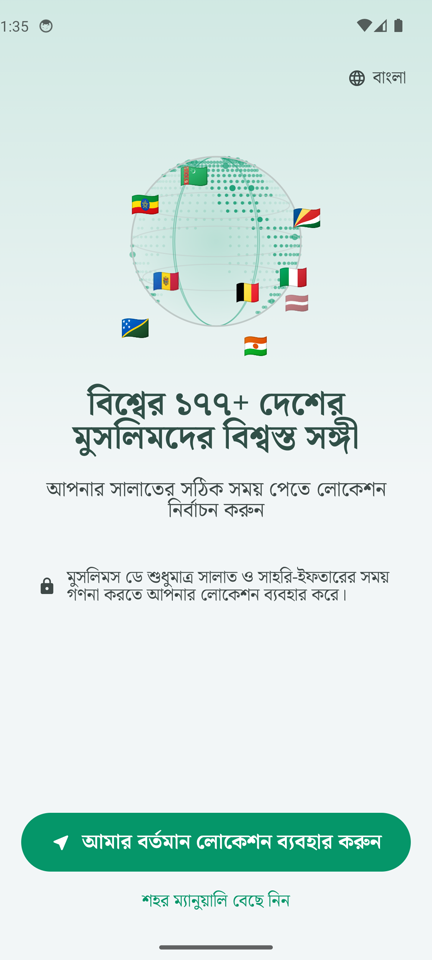 1:35
বাংলা
বিশ্বের ১৭৭+ দেশের
মুসলিমদের বিশ্বস্ত সঙ্গী
আপনার সালাতের সঠিক সময় পেতে লোকেশন
নির্বাচন করুন
মুসলিমস ডে শুধুমাত্র সালাত ও সাহরি-ইফতারের সময়
গণনা করতে আপনার লোকেশন ব্যবহার করে।
আমার বর্তমান লোকেশন ব্যবহার করুন
শহর ম্যানুয়ালি বেছে নিন